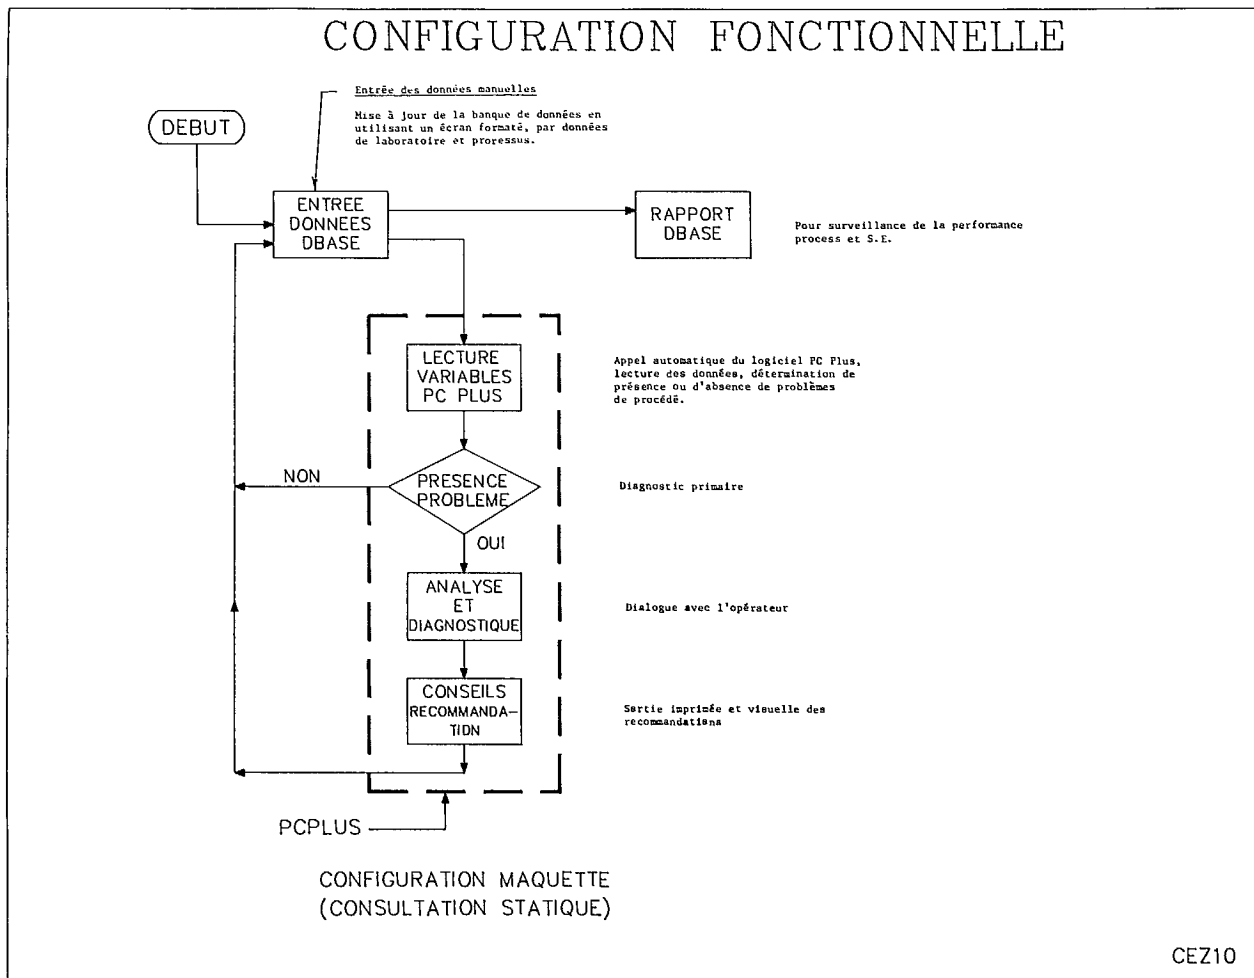 CONFIGURATION FONCTIONNELLE
Entrée des données manuelles
Mise à jour de la banque de données en
utilisant un écran formaté, par données
de laboratoire et proressus.
DEBUT
ENTREE
DONNEES
DBASE
RAPPORT
DBASE
Pour surveillance de la performance
process et S.E.
LECTURE
VARIABLES
PC PLUS
Appel automatique du logiciel PC Plus,
lecture des données, détermination de
présence ou d'absence de problèmes
de procédé.
NON
PRESENCE
PROBLEME
Diagnostic primaire
OUI
ANALYSE
ET
DIAGNOSTIQUE
Dialogue avec l'opérateur
CONSEILS
RECOMMANDA-
TION
Sortie imprimée et visuelle des
recommandations
PCPLUS
CONFIGURATION MAQUETTE
(CONSULTATION STATIQUE)
CEZ10